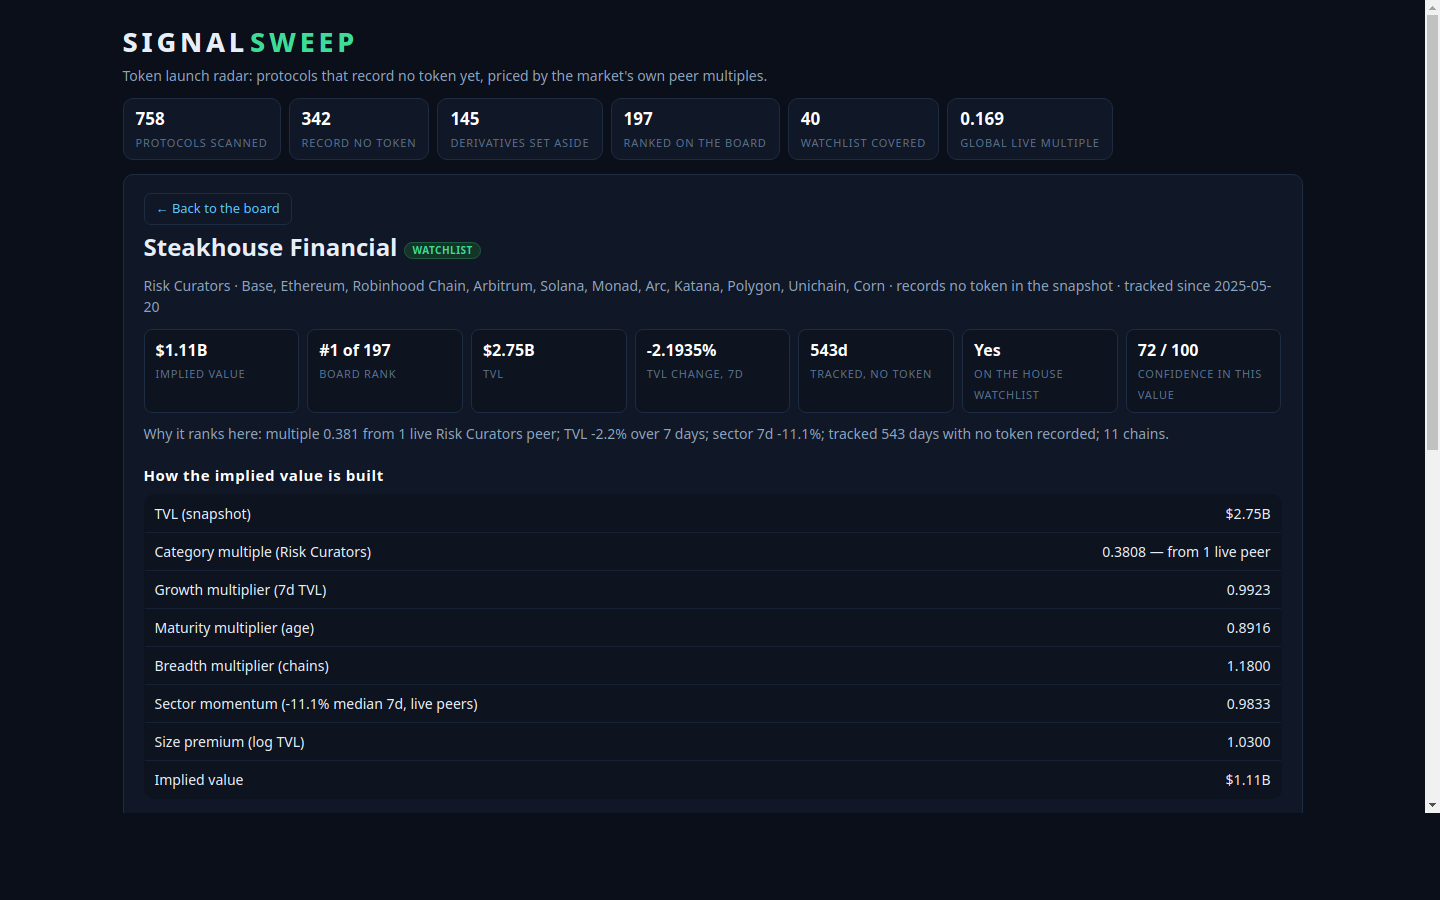 SIGNALSWEEP
Token launch radar: protocols that record no token yet, priced by the market's own peer multiples.
758
PROTOCOLS SCANNED
342
RECORD NO TOKEN
145
DERIVATIVES SET ASIDE
197
RANKED ON THE BOARD
40
WATCHLIST COVERED
0.169
GLOBAL LIVE MULTIPLE
← Back to the board
Steakhouse Financial WATCHLIST
Risk Curators · Base, Ethereum, Robinhood Chain, Arbitrum, Solana, Monad, Arc, Katana, Polygon, Unichain, Corn · records no token in the snapshot · tracked since 2025-05-
20
$1.11B
IMPLIED VALUE
#1 of 197
BOARD RANK
$2.75B
TVL
-2.1935%
TVL CHANGE, 7D
543d
TRACKED, NO TOKEN
Yes
ON THE HOUSE
WATCHLIST
72 / 100
CONFIDENCE IN THIS
VALUE
Why it ranks here: multiple 0.381 from 1 live Risk Curators peer; TVL -2.2% over 7 days; sector 7d -11.1%; tracked 543 days with no token recorded; 11 chains.
How the implied value is built
TVL (snapshot) $2.75B
Category multiple (Risk Curators) 0.3808 — from 1 live peer
Growth multiplier (7d TVL) 0.9923
Maturity multiplier (age) 0.8916
Breadth multiplier (chains) 1.1800
Sector momentum (-11.1% median 7d, live peers) 0.9833
Size premium (log TVL) 1.0300
Implied value $1.11B